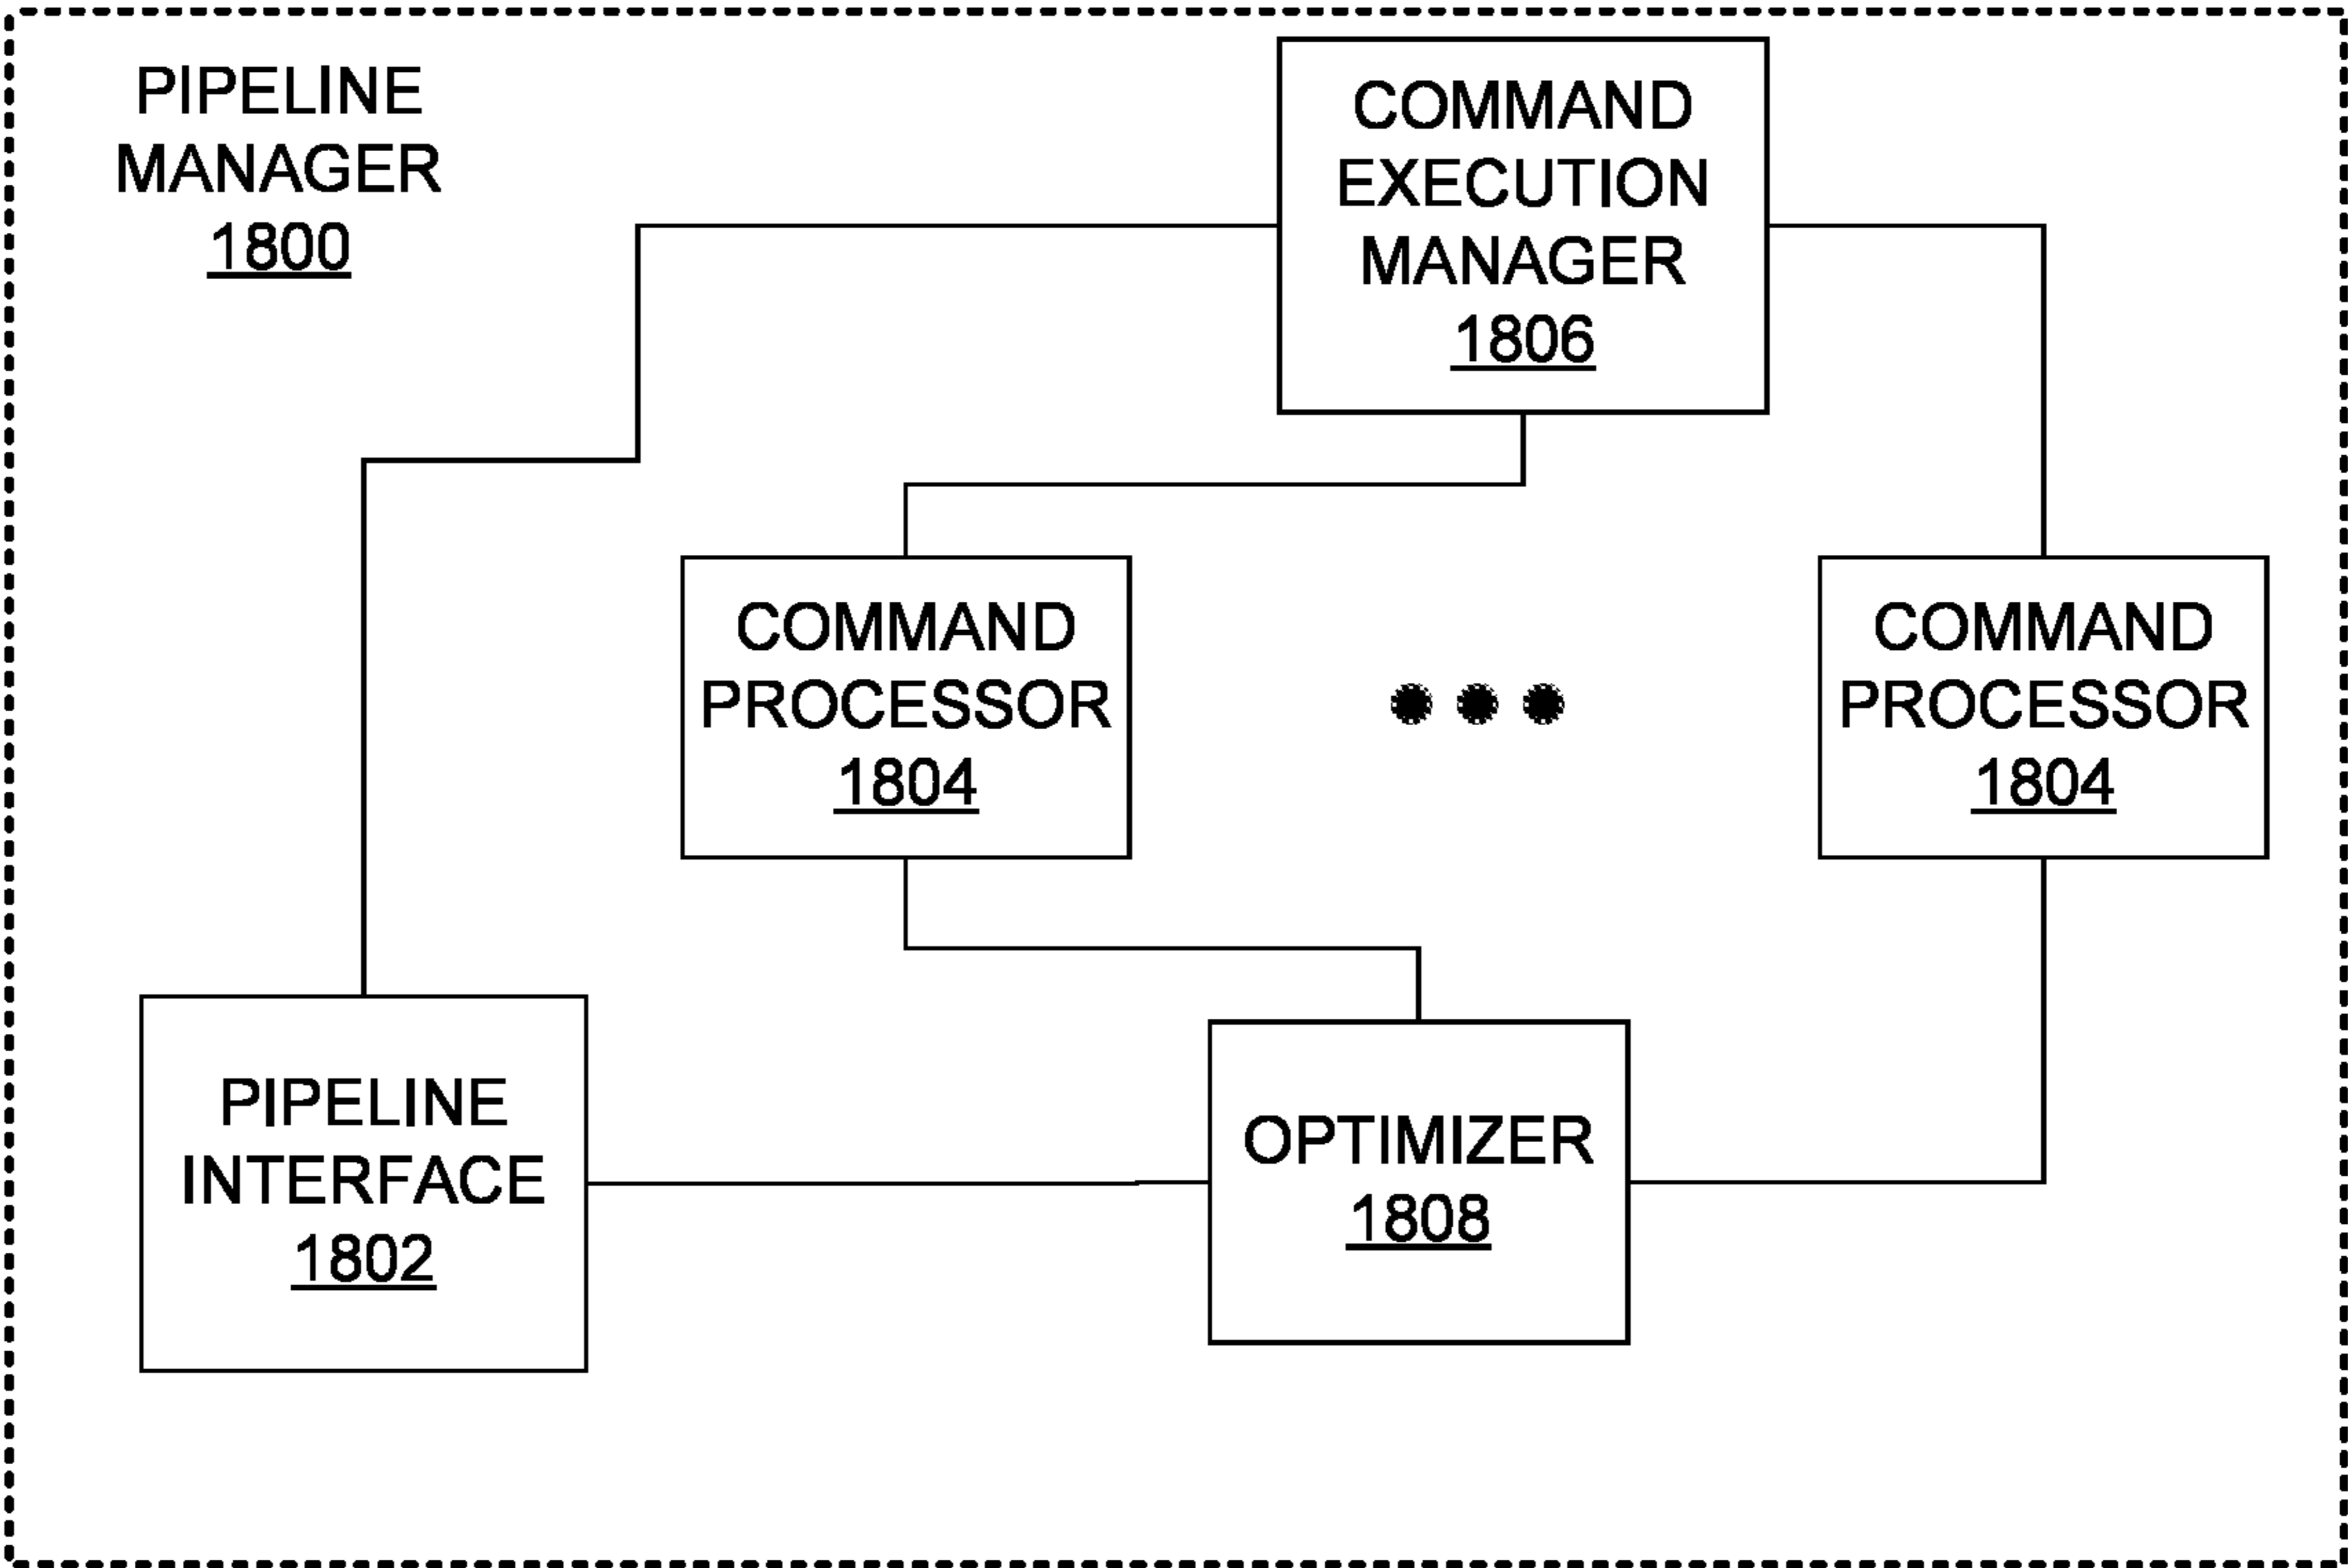 PIPELINE
MANAGER
1800
COMMAND
EXECUTION
MANAGER
1806
COMMAND
PROCESSOR
1804
COMMAND
PROCESSOR
1804
PIPELINE
INTERFACE
1802
OPTIMIZER
1808